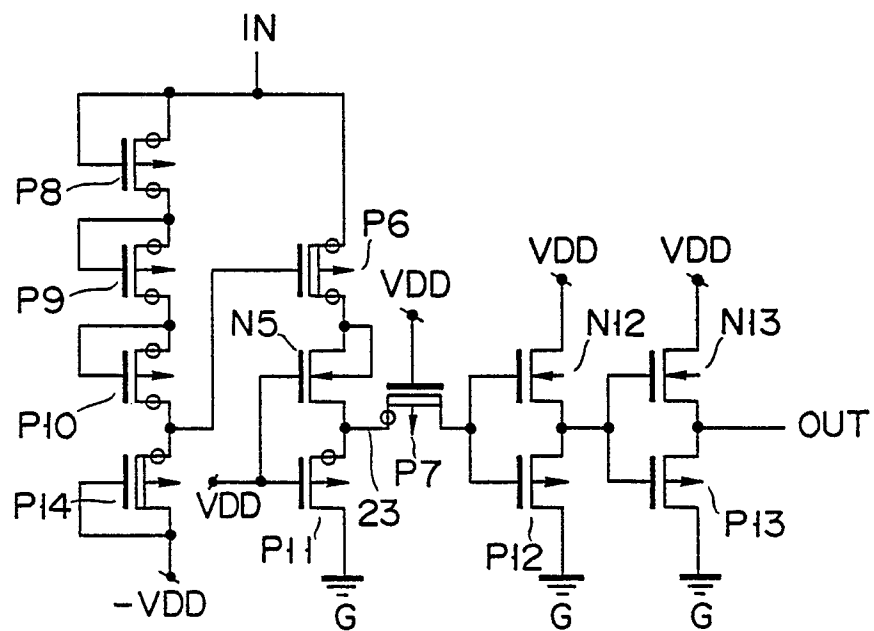 IN
P8
P6
VDD
VDD
VDD
P9
N5
N12
N13
P10
OUT
P7
P14
VDD
23
P11
P12
P13
-VDD
G
G
G